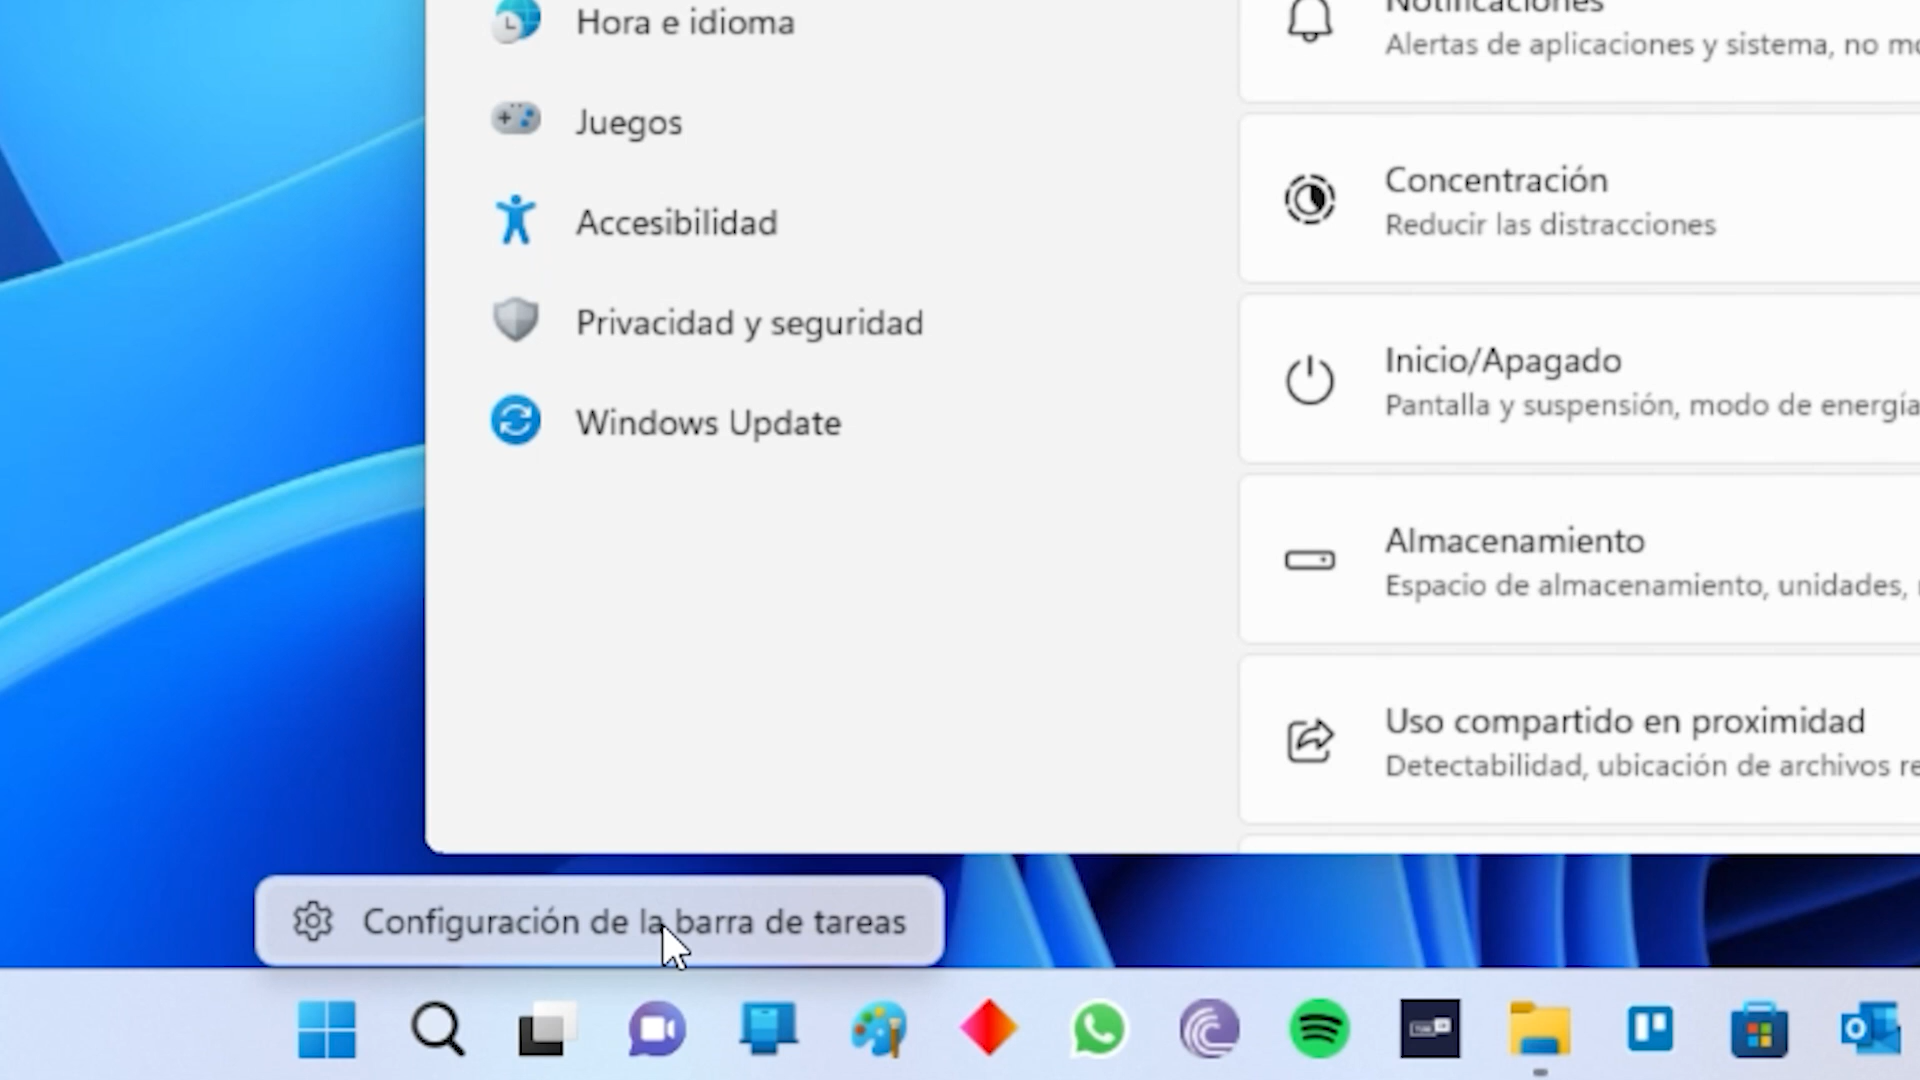 Hora e idioma
Juegos
Accesibilidad
Privacidad y seguridad
Windows Update
Notificaciones
Alertas de aplicaciones y sistema, no mo
Concentración
Reducir las distracciones
Inicio/Apagado
Pantalla y suspensión, modo de energía
Almacenamiento
Espacio de almacenamiento, unidades,
Uso compartido en proximidad
Detectabilidad, ubicación de archivos re
Configuración de la barra de tareas